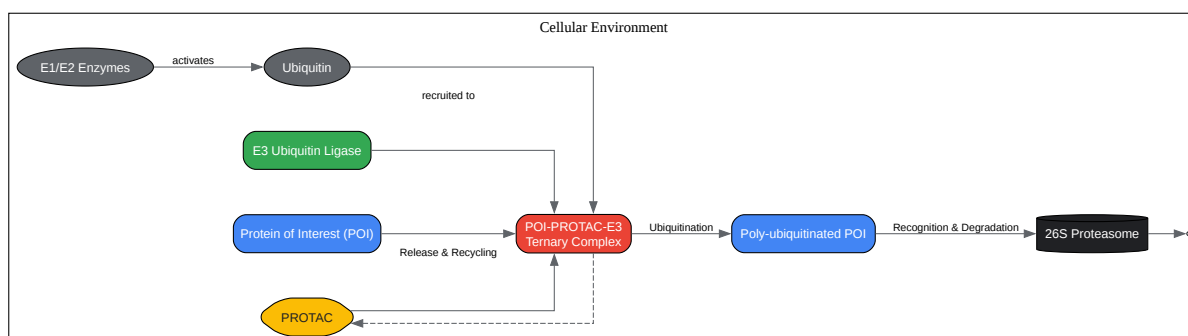 Cellular Environment
E1/E2 Enzymes
activates
Ubiquitin
recruited to
E3 Ubiquitin Ligase
Protein of Interest (POI)
Release & Recycling
POI-PROTAC-E3
Ternary Complex
Ubiquitination
Poly-ubiquitinated POI
Recognition & Degradation
26S Proteasome
PROTAC